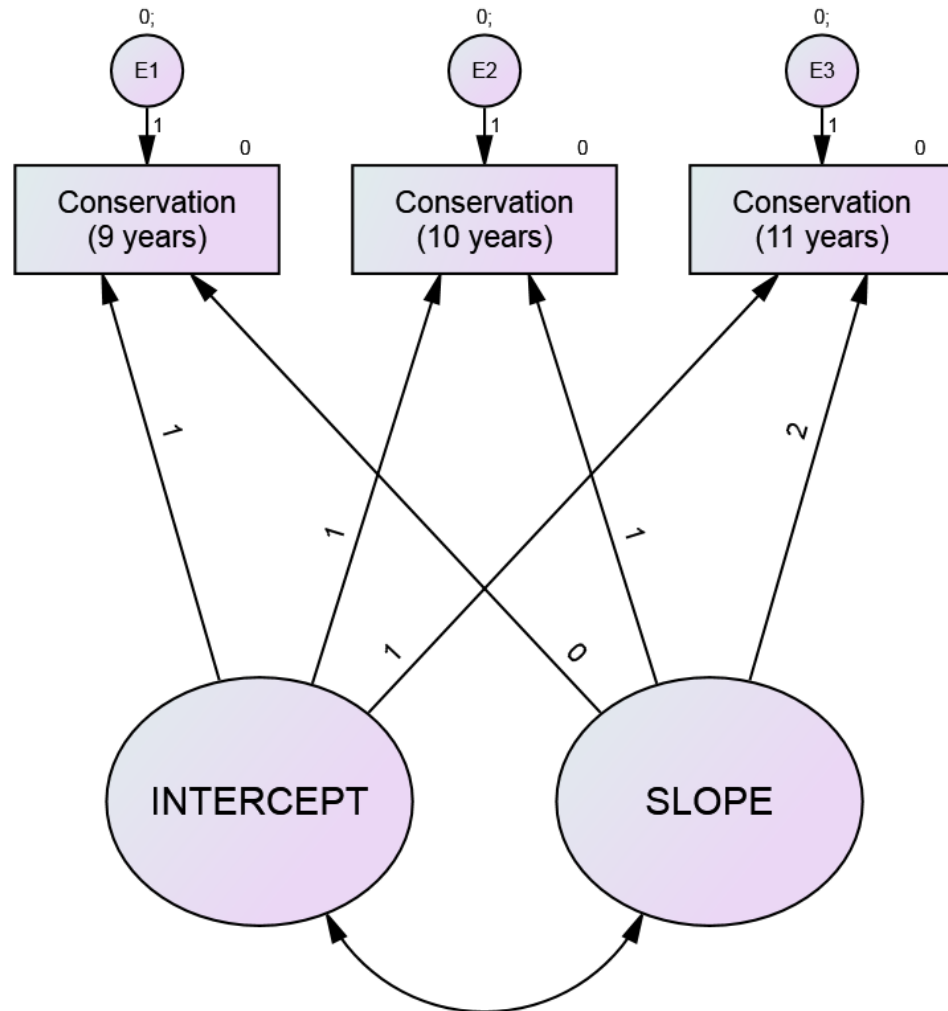 0;
0;
0;
E1
E2
E3
1
1
1
0
0
0
Conservation
(9 years)
Conservation
(10 years)
Conservation
(11 years)
1
2
1
1
1
0
INTERCEPT
SLOPE